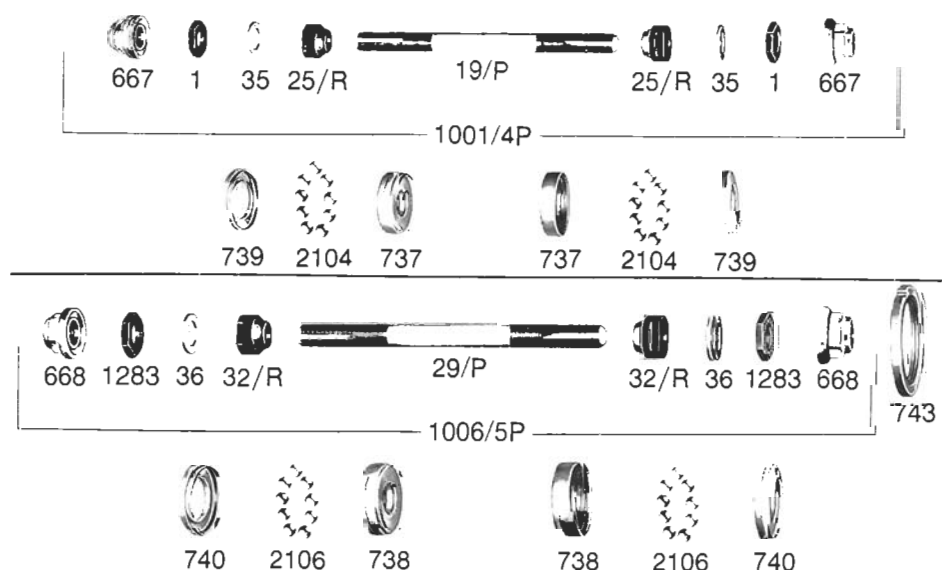 667 1 35 25/R 19/P 25/R 35 1 667
1001/4P
739 2104 737 737 2104 739
668 1283 36 32/R 29/P 32/R 36 1283 668 743
1006/5P
740 2106 738 738 2106 740